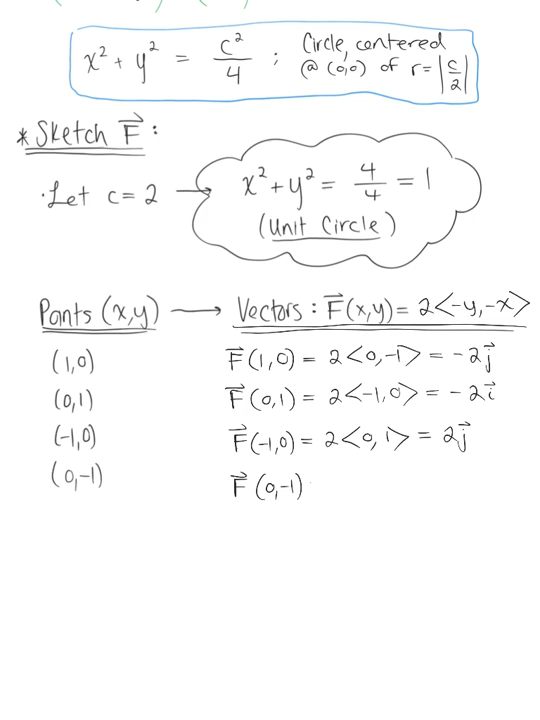 x² + y² = c²/4 ; Circle, centered
@ (0,0) of r = |c/2|
* Sketch F⃗ :
· Let c = 2 → x² + y² = 4/4 = 1
(Unit Circle)
Points (x,y) → Vectors : F⃗(x,y) = 2<-y,-x>
(1,0) F⃗(1,0) = 2<0,-1> = -2j⃗
(0,1) F⃗(0,1) = 2<-1,0> = -2i⃗
(-1,0) F⃗(-1,0) = 2<0,1> = 2j⃗
(0,-1) F⃗(0,-1)